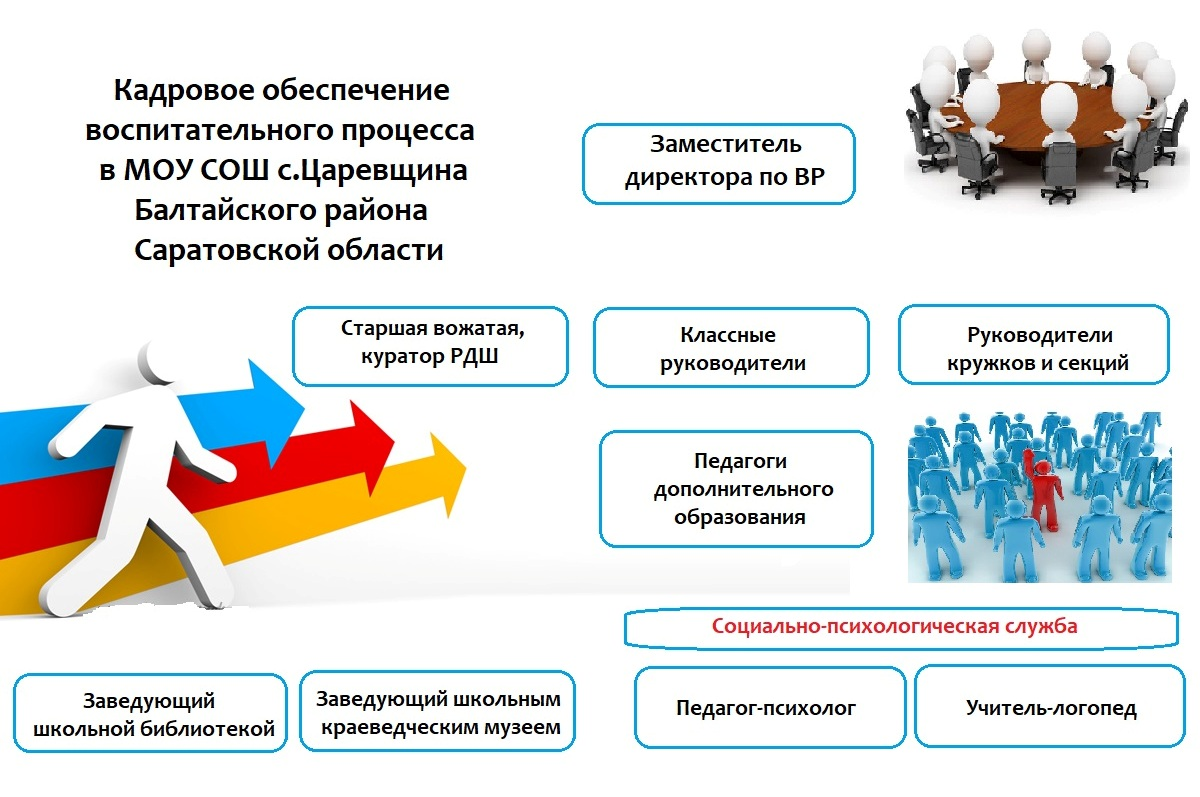 Кадровое обеспечение
воспитательного процесса
в МОУ СОШ с.Царевщина
Балтайского района
Саратовской области
Заместитель
директора по ВР
Старшая вожатая,
куратор РДШ
Классные
руководители
Руководители
кружков и секций
Педагоги
дополнительного
образования
Социально-психологическая служба
Заведующий
школьной библиотекой
Заведующий школьным
краеведческим музеем
Педагог-психолог
Учитель-логопед